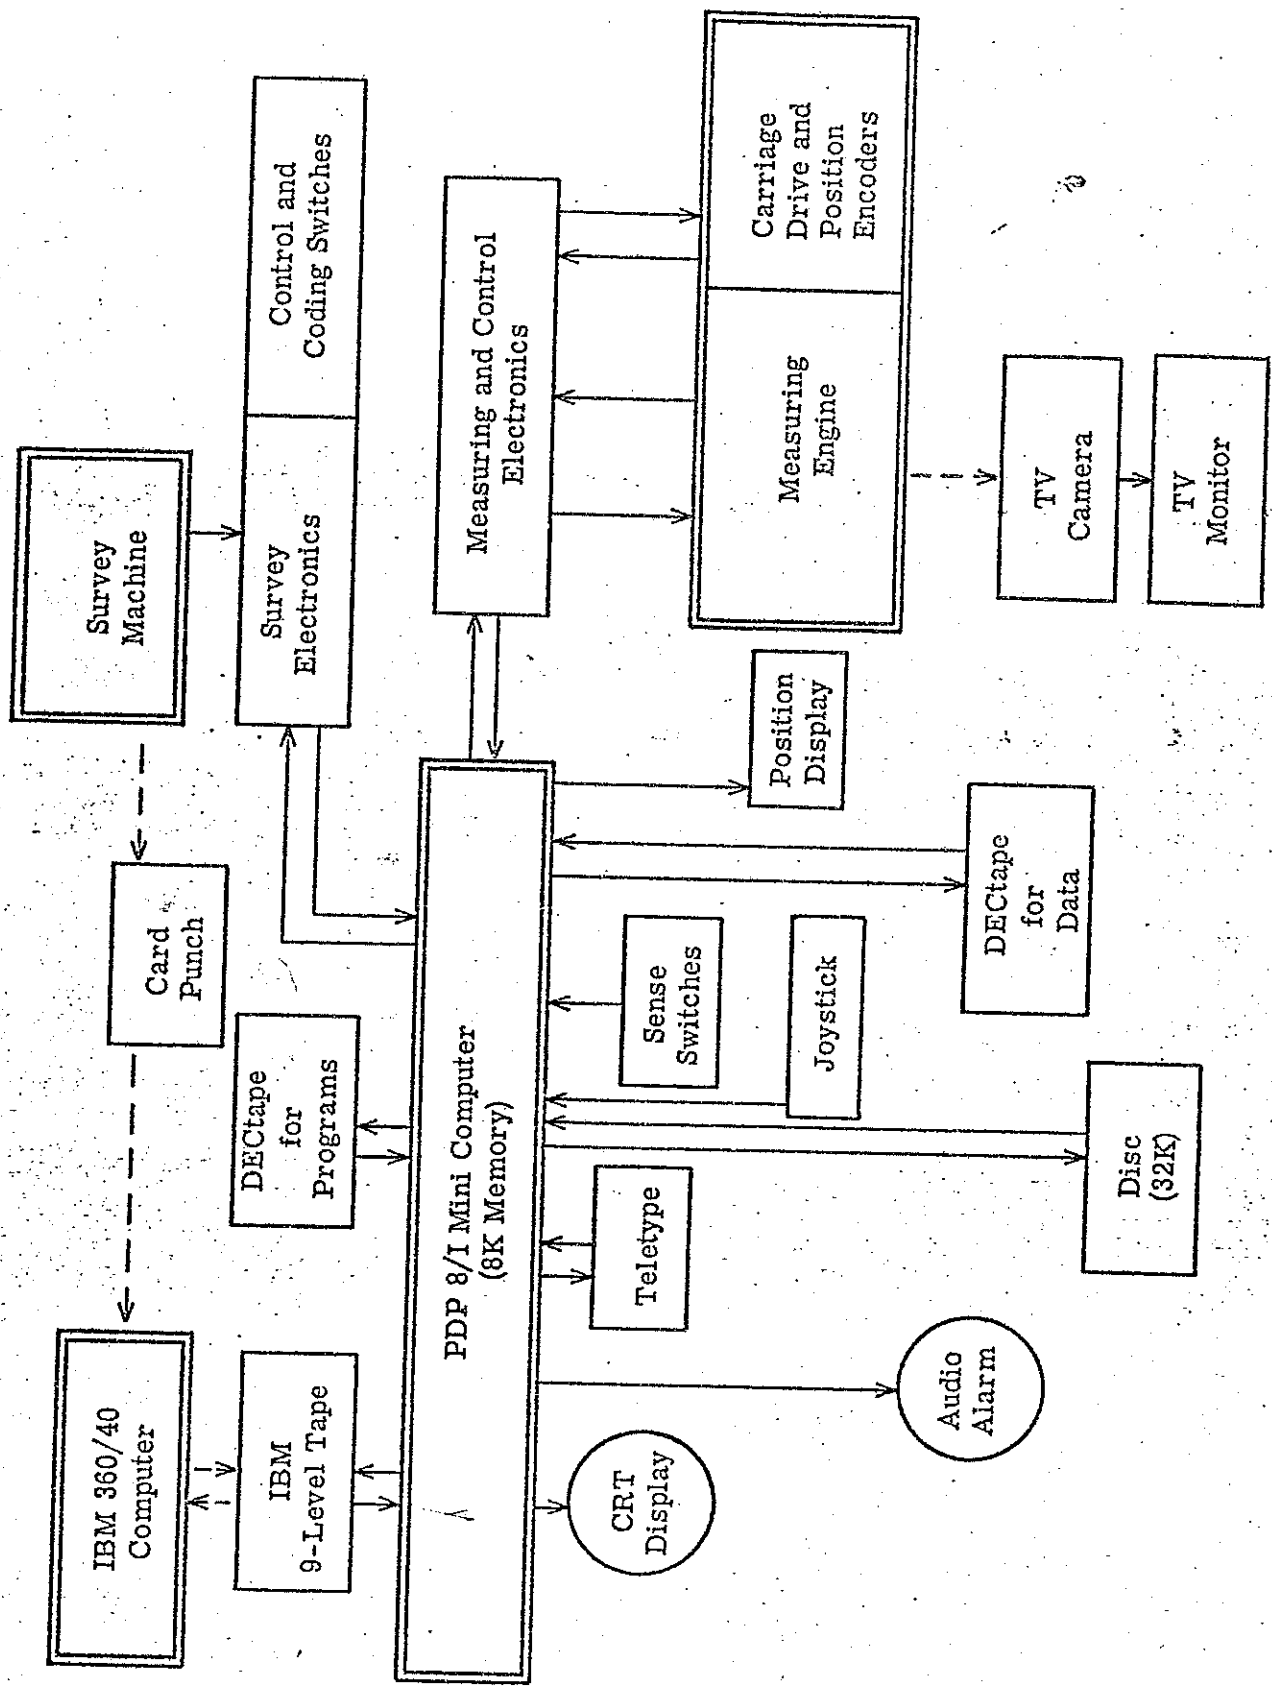 IBM 360/40
Computer
Card
Punch
Survey
Machine
IBM
9-Level Tape
DECtape
for
Programs
Survey
Electronics
Control and
Coding Switches
PDP 8/I Mini Computer
(8K Memory)
Measuring and Control
Electronics
CRT
Display
Teletype
Sense
Switches
Position
Display
Measuring
Engine
Carriage
Drive and
Position
Encoders
Audio
Alarm
Joystick
Disc
(32K)
DECtape
for
Data
TV
Camera
TV
Monitor